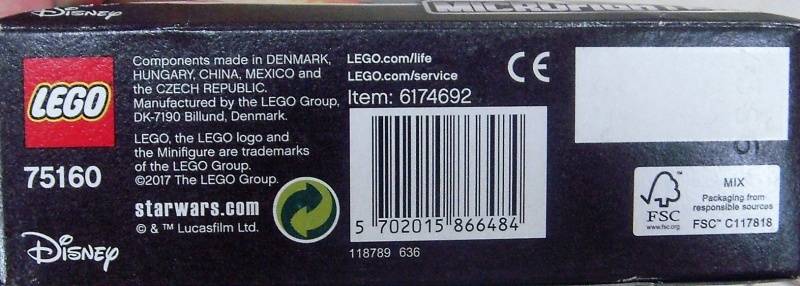 Disney
MICROFIGHTERS
LEGO
75160
Disney
Components made in DENMARK,
HUNGARY, CHINA, MEXICO and
the CZECH REPUBLIC.
Manufactured by the LEGO Group,
DK-7190 Billund, Denmark.
LEGO, the LEGO logo and
the Minifigure are trademarks
of the LEGO Group.
©2017 The LEGO Group.
starwars.com
© & ™ Lucasfilm Ltd.
LEGO.com/life
LEGO.com/service
Item: 6174692
5 702015 866484
118789 636
CE
FSC
www.fsc.org
MIX
Packaging from
responsible sources
FSC™ C117818